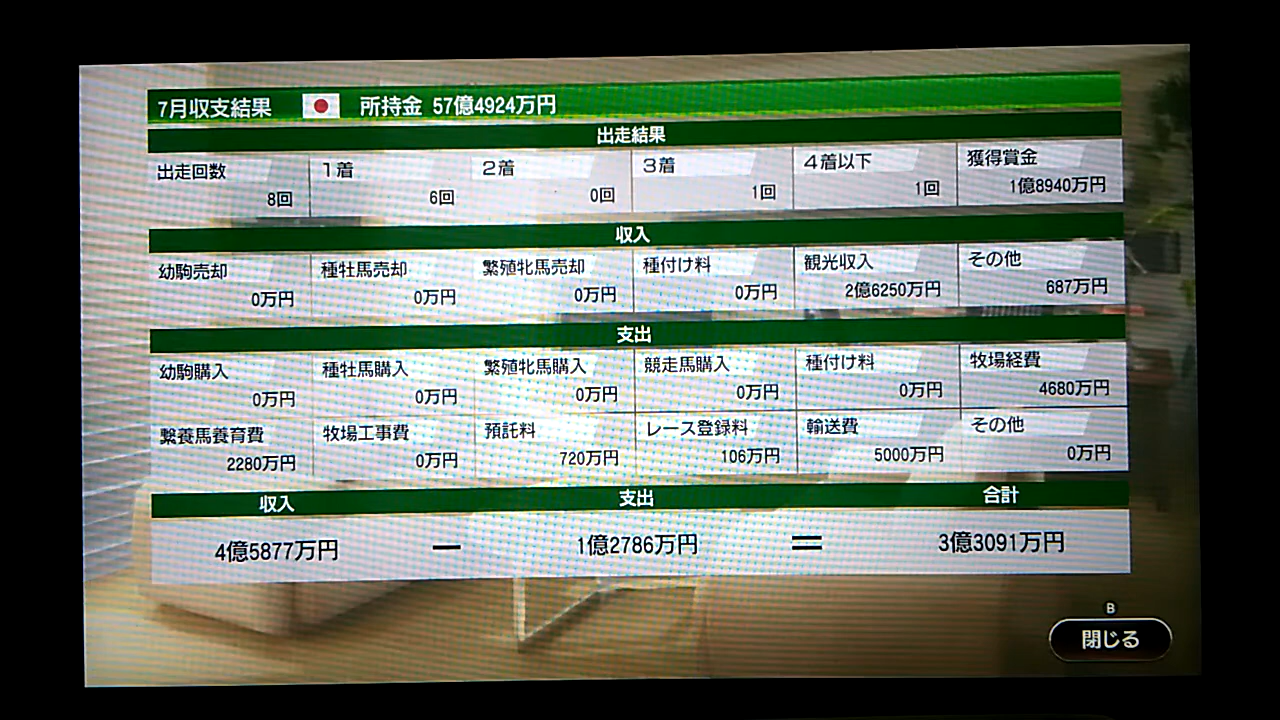 7月収支結果 所持金 57億4924万円
出走結果
出走回数 1着 2着 3着 4着以下 獲得賞金
8回 6回 0回 1回 1回 1億8940万円
収入
幼駒売却 種牡馬売却 繁殖牝馬売却 種付け料 観光収入 その他
0万円 0万円 0万円 0万円 2億6250万円 687万円
支出
幼駒購入 種牡馬購入 繁殖牝馬購入 競走馬購入 種付け料 牧場経費
0万円 0万円 0万円 0万円 0万円 4680万円
繋養馬養育費 牧場工事費 預託料 レース登録料 輸送費 その他
2280万円 0万円 720万円 106万円 5000万円 0万円
収入 支出 合計
4億5877万円 ー 1億2786万円 = 3億3091万円
B
閉じる